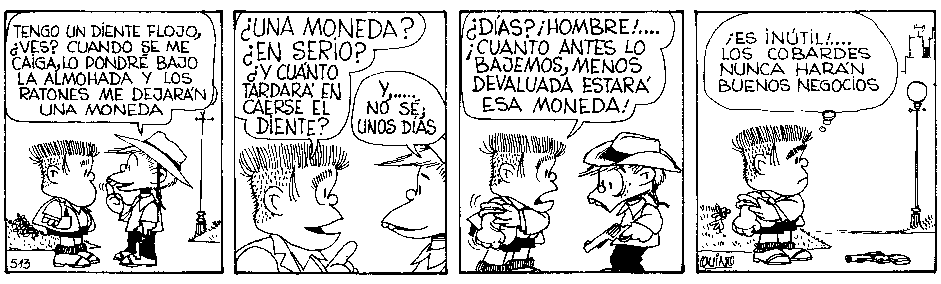 TENGO UN DIENTE FLOJO,
¿VES? CUANDO SE ME
CAIGA, LO PONDRÉ BAJO
LA ALMOHADA Y LOS
RATONES ME DEJARÁN
UNA MONEDA
513
¿UNA MONEDA?
¿EN SERIO?
¿Y CUÁNTO
TARDARÁ EN
CAERSE EL
DIENTE?
Y,.....
NO SÉ,
UNOS DÍAS
¿DÍAS? ¡HOMBRE!....
¡CUANTO ANTES LO
BAJEMOS, MENOS
DEVALUADA ESTARÁ
ESA MONEDA!
¡ES INÚTIL!....
LOS COBARDES
NUNCA HARÁN
BUENOS NEGOCIOS
QUINO